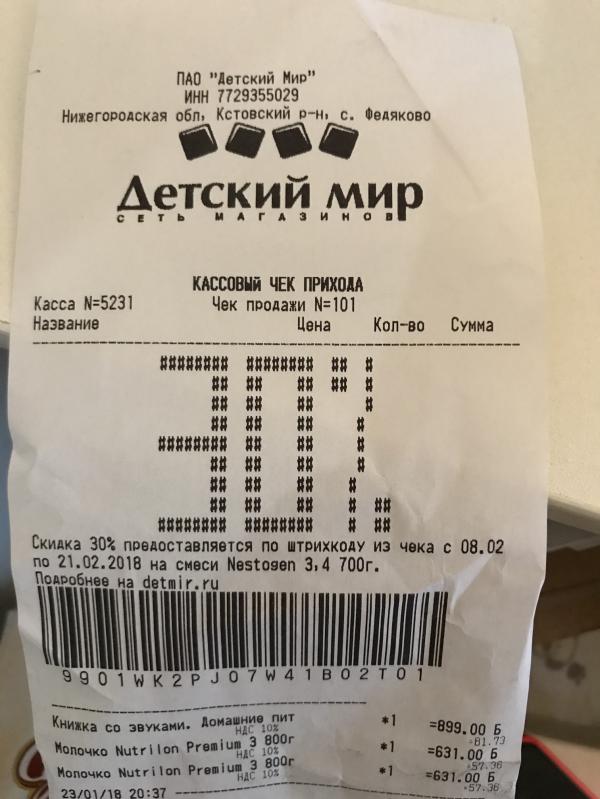 ПАО "Детский Мир"
ИНН 7729355029
Нижегородская обл, Кстовский р-н, с. Федяково
Детский мир
СЕТЬ МАГАЗИНОВ
КАССОВЫЙ ЧЕК ПРИХОДА
Касса N=5231 Чек продажи N=101
Название Цена Кол-во Сумма
30%
Скидка 30% предоставляется по штрихкоду из чека с 08.02
по 21.02.2018 на смеси Nestogen 3,4 700г.
Подробнее на detmir.ru
9901WK2PJ07W41B02T01
Книжка со звуками. Домашние пит *1 =899.00 Б
НДС 10% =81.73
Молочко Nutrilon Premium 3 800г *1 =631.00 Б
НДС 10% =57.36
Молочко Nutrilon Premium 3 800г *1 =631.00 Б
НДС 10% =57.36
23/01/18 20:37